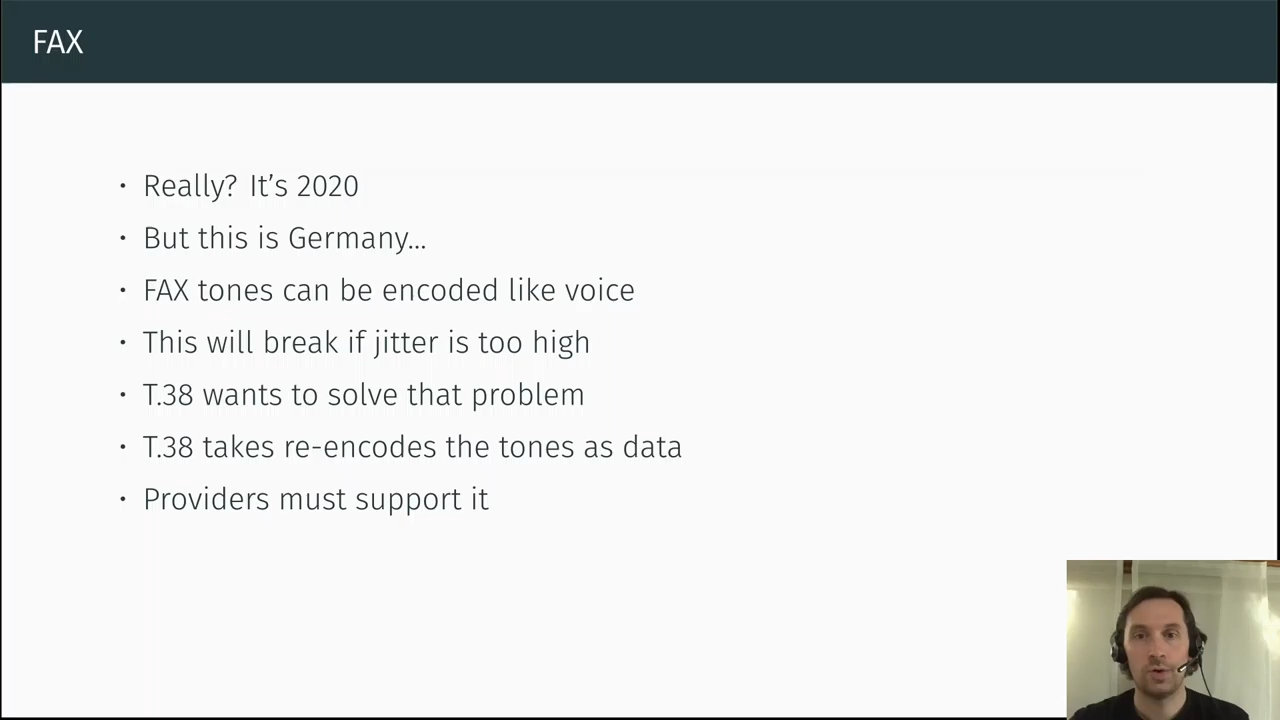 FAX
• Really? It’s 2020
• But this is Germany...
• FAX tones can be encoded like voice
• This will break if jitter is too high
• T.38 wants to solve that problem
• T.38 takes re-encodes the tones as data
• Providers must support it